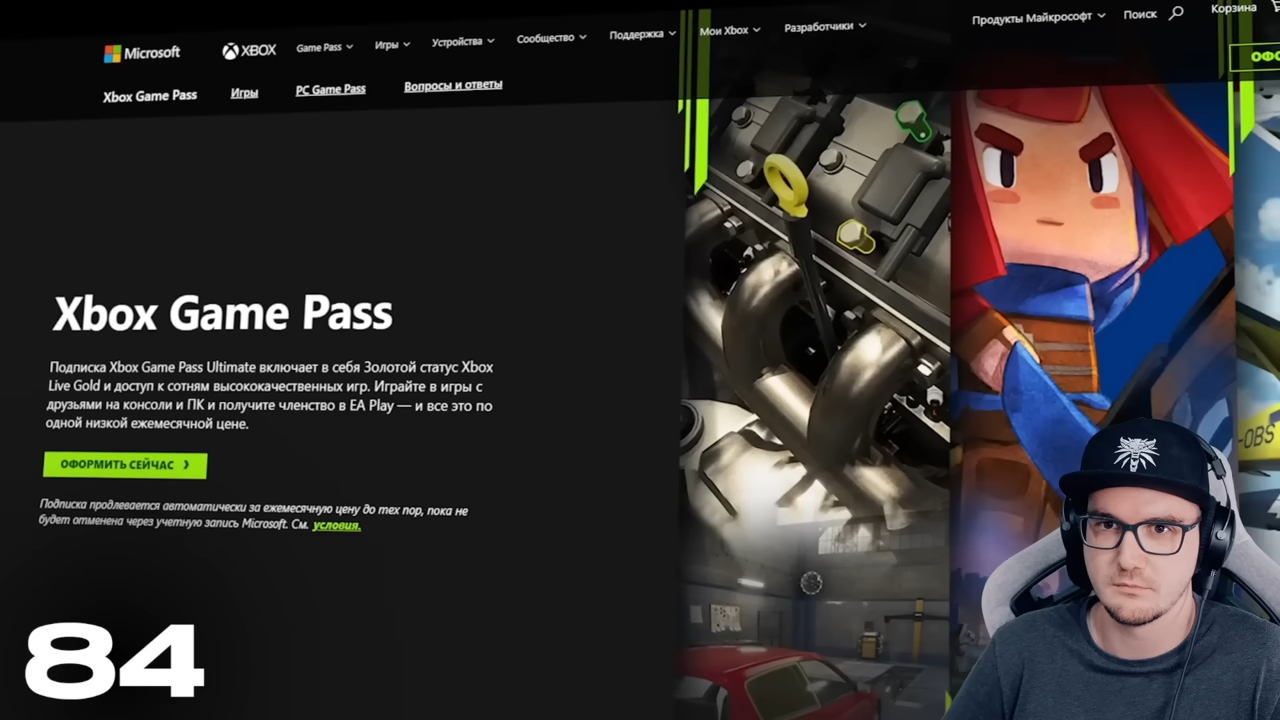 Microsoft
XBOX
Game Pass
Игры
Устройства
Сообщество
Поддержка
Мои Xbox
Разработчики
Продукты Майкрософт
Поиск
Корзина
Xbox Game Pass
Игры
PC Game Pass
Вопросы и ответы
Xbox Game Pass
Подписка Xbox Game Pass Ultimate включает в себя Золотой статус Xbox
Live Gold и доступ к сотням высококачественных игр. Играйте в игры с
друзьями на консоли и ПК и получите членство в EA Play — и все это по
одной низкой ежемесячной цене.
ОФОРМИТЬ СЕЙЧАС
Подписка продлевается автоматически за ежемесячную цену до тех пор, пока не
будет отменена через учетную запись Microsoft. См. условия.
-OBS
84